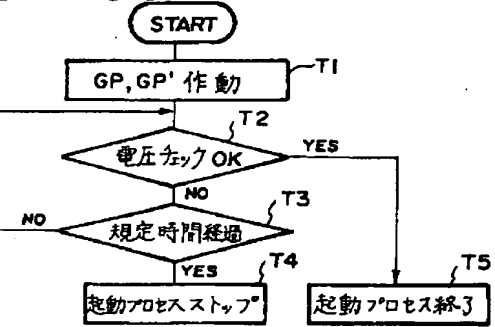 START
GP, GP' 作動
T1
T2
電圧チェックOK
YES
NO
T3
規定時間経過
NO
YES
T4
起動プロセスストップ
T5
起動プロセス終了